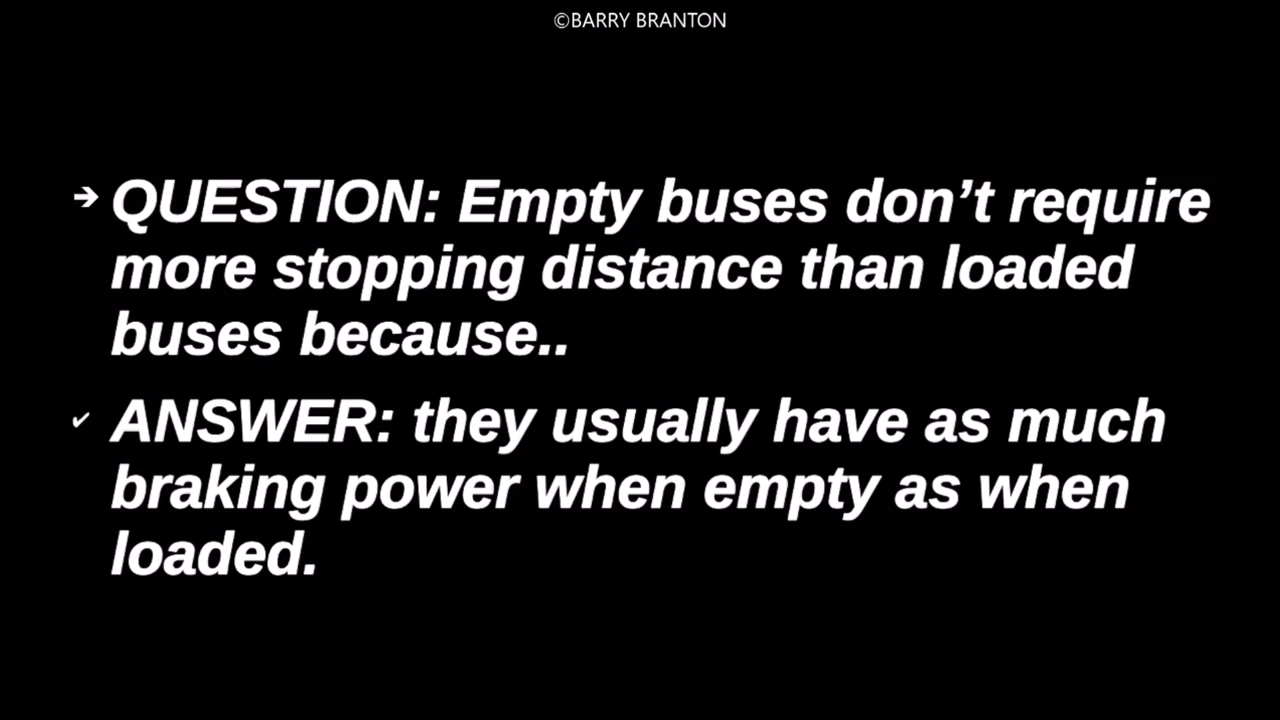 ©BARRY BRANTON
➔ QUESTION: Empty buses don’t require
more stopping distance than loaded
buses because..
✔ ANSWER: they usually have as much
braking power when empty as when
loaded.